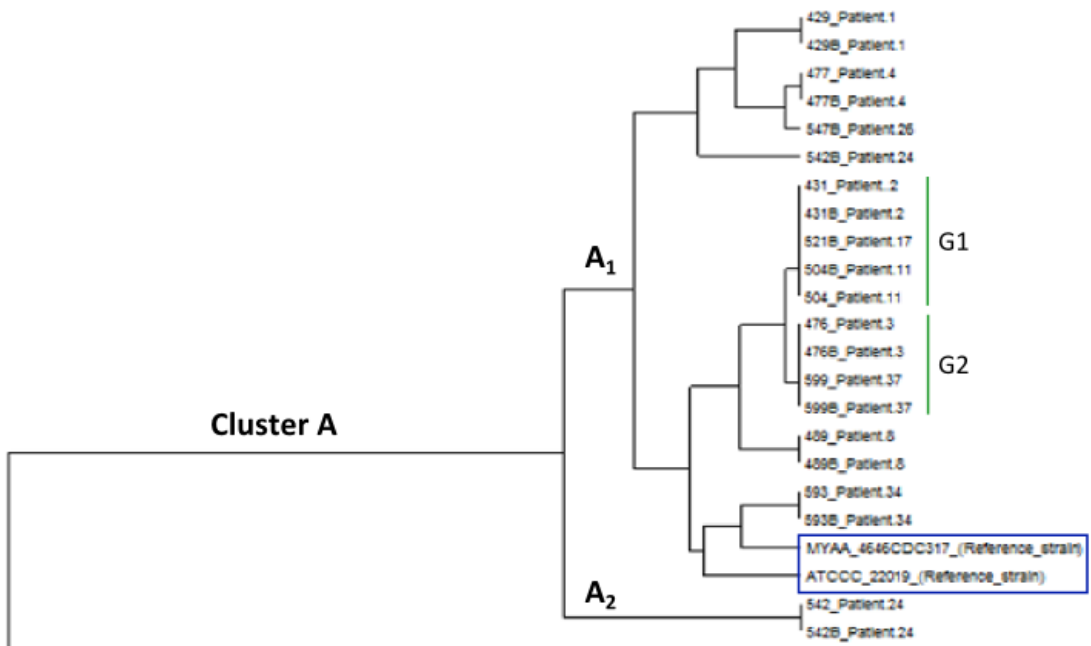 429_Patient.1
429B_Patient.1
477_Patient.4
477B_Patient.4
547B_Patient.26
542B_Patient.24
431_Patient..2
431B_Patient.2
521B_Patient.17
G1
504B_Patient.11
A₁
504_Patient.11
476_Patient.3
476B_Patient.3
G2
599_Patient.37
599B_Patient.37
Cluster A
489_Patient.8
489B_Patient.8
593_Patient.34
593B_Patient.34
MYAA_4646CDC317_(Reference_strain)
ATCCC_22019_(Reference_strain)
A₂
542_Patient.24
542B_Patient.24